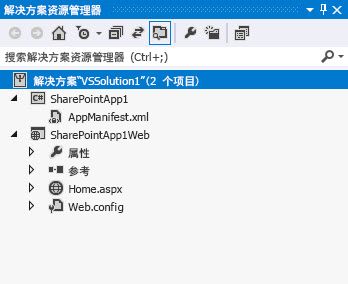 解决方案资源管理器
搜索解决方案资源管理器 (Ctrl+;)
解决方案"VSSolution1"(2 个项目)
C# SharePointApp1
AppManifest.xml
SharePointApp1Web
属性
参考
Home.aspx
Web.config